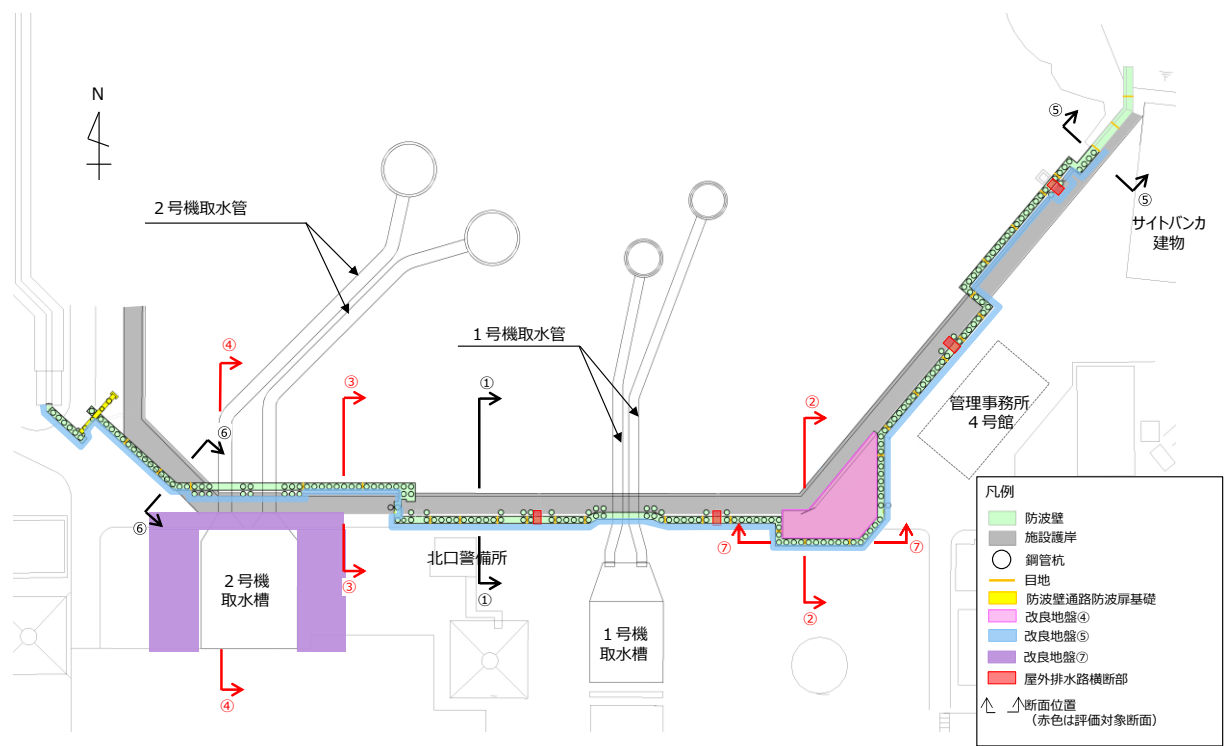 N
２号機取水管
１号機取水管
⑤
⑤
サイトバンカ
建物
④
③
①
②
⑥
⑥
管理事務所
４号館
北口警備所
２号機
取水槽
１号機
取水槽
③
①
②
④
⑦
⑦
凡例
防波壁
施設護岸
鋼管杭
目地
防波壁通路防波扉基礎
改良地盤④
改良地盤⑤
改良地盤⑦
屋外排水路横断部
断面位置
（赤色は評価対象断面）